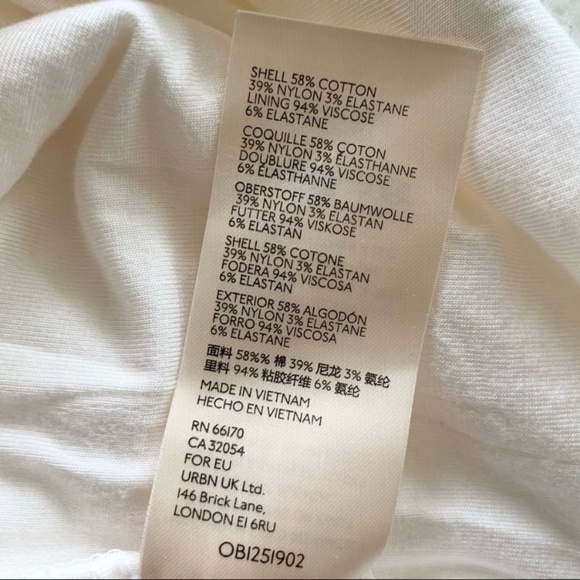 SHELL 58% COTTON
39% NYLON 3% ELASTANE
LINING 94% VISCOSE
6% ELASTANE
COQUILLE 58% COTON
39% NYLON 3% ÉLASTHANNE
DOUBLURE 94% VISCOSE
6% ÉLASTHANNE
OBERSTOFF 58% BAUMWOLLE
39% NYLON 3% ELASTAN
FUTTER 94% VISKOSE
6% ELASTAN
SHELL 58% COTONE
39% NYLON 3% ELASTAN
FODERA 94% VISCOSA
6% ELASTAN
EXTERIOR 58% ALGODÓN
39% NYLON 3% ELASTANE
FORRO 94% VISCOSA
6% ELASTANE
面料 58%% 棉 39% 尼龙 3% 氨纶
里料 94% 粘胶纤维 6% 氨纶
MADE IN VIETNAM
HECHO EN VIETNAM
RN 66170
CA 32054
FOR EU
URBN UK Ltd.
146 Brick Lane,
LONDON E1 6RU
OB1251902